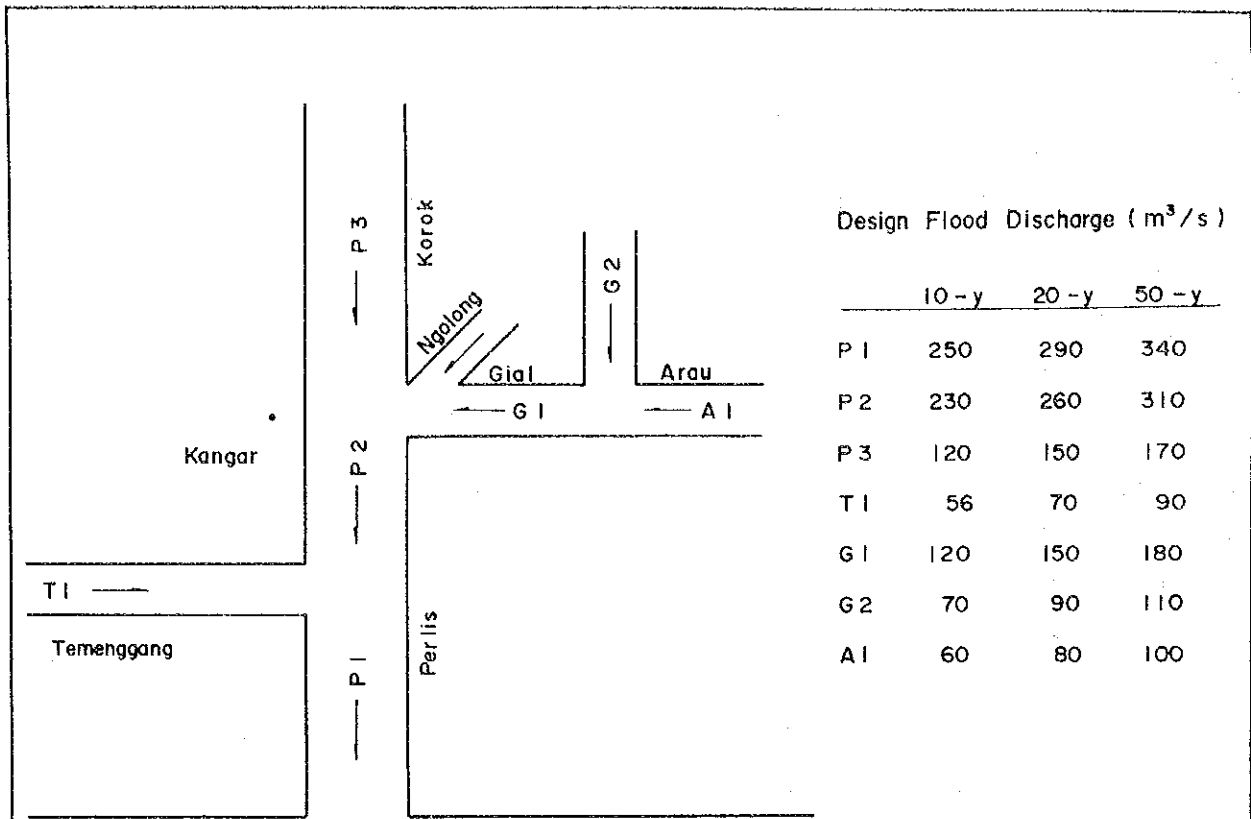 P3
Korok
Ngolong
G2
Gial
Arau
G1
A1
Kangar
P2
T1
Temenggang
P1
Perlis
Design Flood Discharge (m³/s)
10-y 20-y 50-y
P1 250 290 340
P2 230 260 310
P3 120 150 170
T1 56 70 90
G1 120 150 180
G2 70 90 110
A1 60 80 100